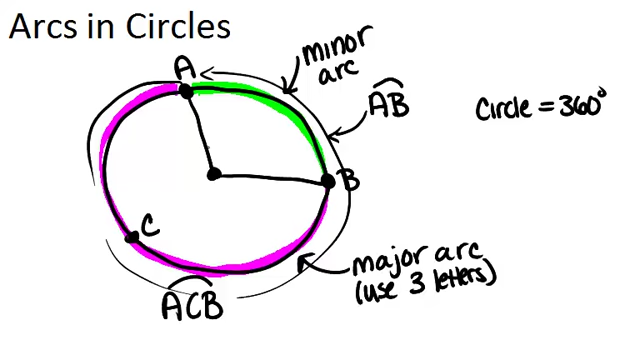 Arcs in Circles
minor
arc
A
AB
Circle = 360°
B
C
major arc
(use 3 letters)
ACB